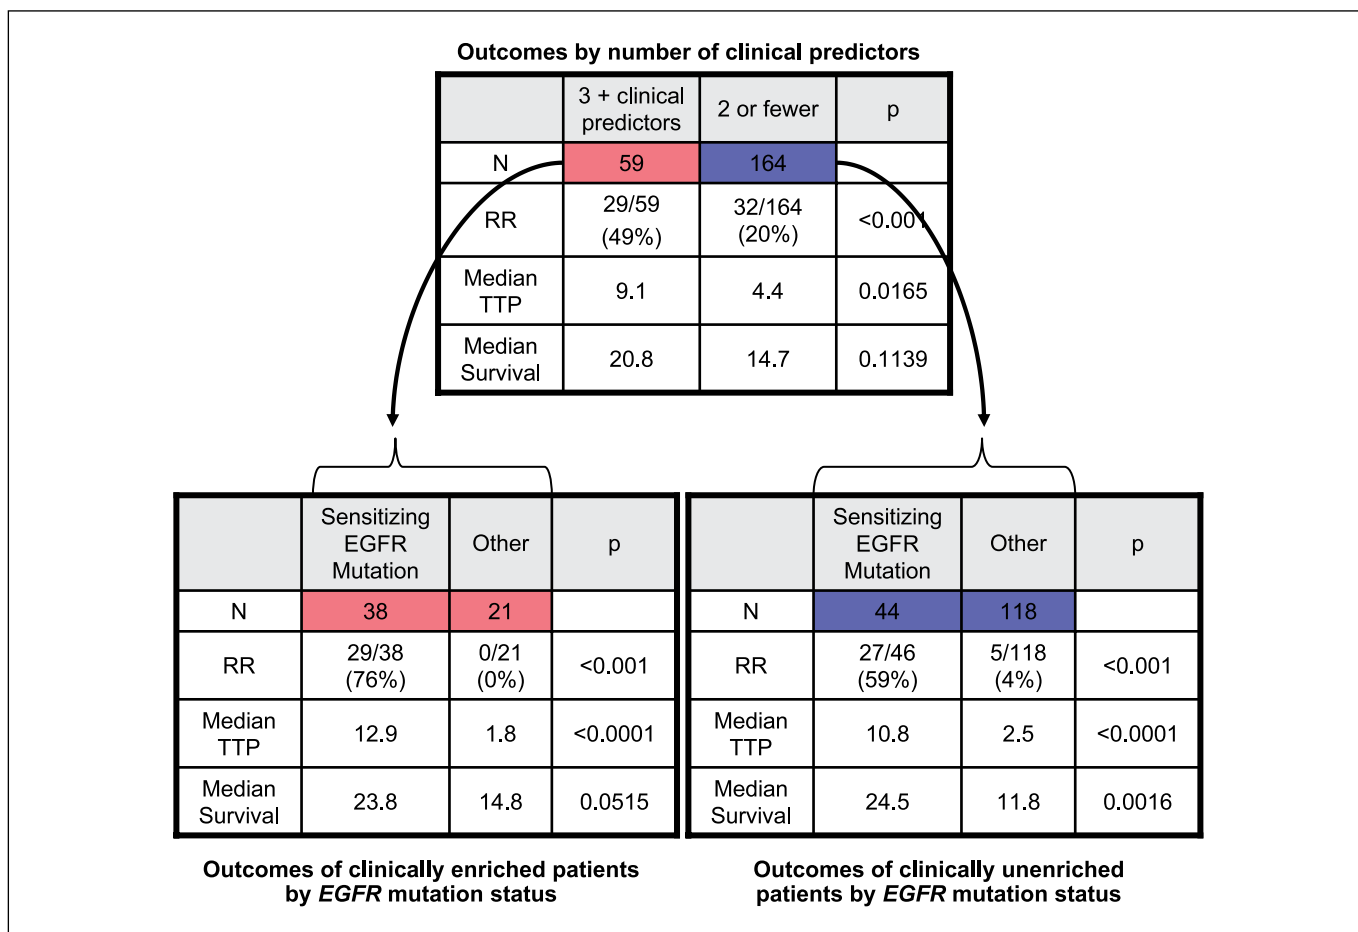 Outcomes by number of clinical predictors
3 + clinical predictors 2 or fewer p
N 59 164
RR 29/59 (49%) 32/164 (20%) <0.001
Median TTP 9.1 4.4 0.0165
Median Survival 20.8 14.7 0.1139
Sensitizing EGFR Mutation Other p
N 38 21
RR 29/38 (76%) 0/21 (0%) <0.001
Median TTP 12.9 1.8 <0.0001
Median Survival 23.8 14.8 0.0515
Outcomes of clinically enriched patients
by EGFR mutation status
Sensitizing EGFR Mutation Other p
N 44 118
RR 27/46 (59%) 5/118 (4%) <0.001
Median TTP 10.8 2.5 <0.0001
Median Survival 24.5 11.8 0.0016
Outcomes of clinically unenriched
patients by EGFR mutation status